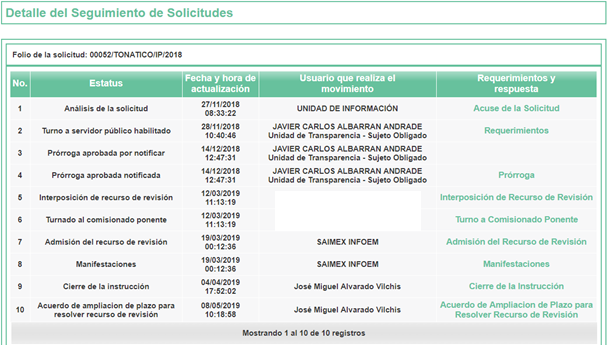 Detalle del Seguimiento de Solicitudes
Folio de la solicitud: 00052/TONATICO/IP/2018
No. Estatus Fecha y hora de actualización Usuario que realiza el movimiento Requerimientos y respuesta
1 Análisis de la solicitud 27/11/2018 08:33:22 UNIDAD DE INFORMACIÓN Acuse de la Solicitud
2 Turno a servidor público habilitado 28/11/2018 10:40:46 JAVIER CARLOS ALBARRAN ANDRADE Unidad de Transparencia - Sujeto Obligado Requerimientos
3 Prórroga aprobada por notificar 14/12/2018 12:47:31 JAVIER CARLOS ALBARRAN ANDRADE Unidad de Transparencia - Sujeto Obligado
4 Prórroga aprobada notificada 14/12/2018 12:47:31 JAVIER CARLOS ALBARRAN ANDRADE Unidad de Transparencia - Sujeto Obligado Prórroga
5 Interposición de recurso de revisión 12/03/2019 11:13:19 Interposición de Recurso de Revisión
6 Turnado al comisionado ponente 12/03/2019 11:13:19 Turno a Comisionado Ponente
7 Admisión del recurso de revisión 19/03/2019 00:12:36 SAIMEX INFOEM Admisión del Recurso de Revisión
8 Manifestaciones 19/03/2019 00:12:36 SAIMEX INFOEM Manifestaciones
9 Cierre de la instrucción 04/04/2019 17:52:02 José Miguel Alvarado Vilchis Cierre de la Instrucción
10 Acuerdo de ampliacion de plazo para resolver recurso de revisión 08/05/2019 10:18:58 José Miguel Alvarado Vilchis Acuerdo de Ampliacion de Plazo para Resolver Recurso de Revisión
Mostrando 1 al 10 de 10 registros